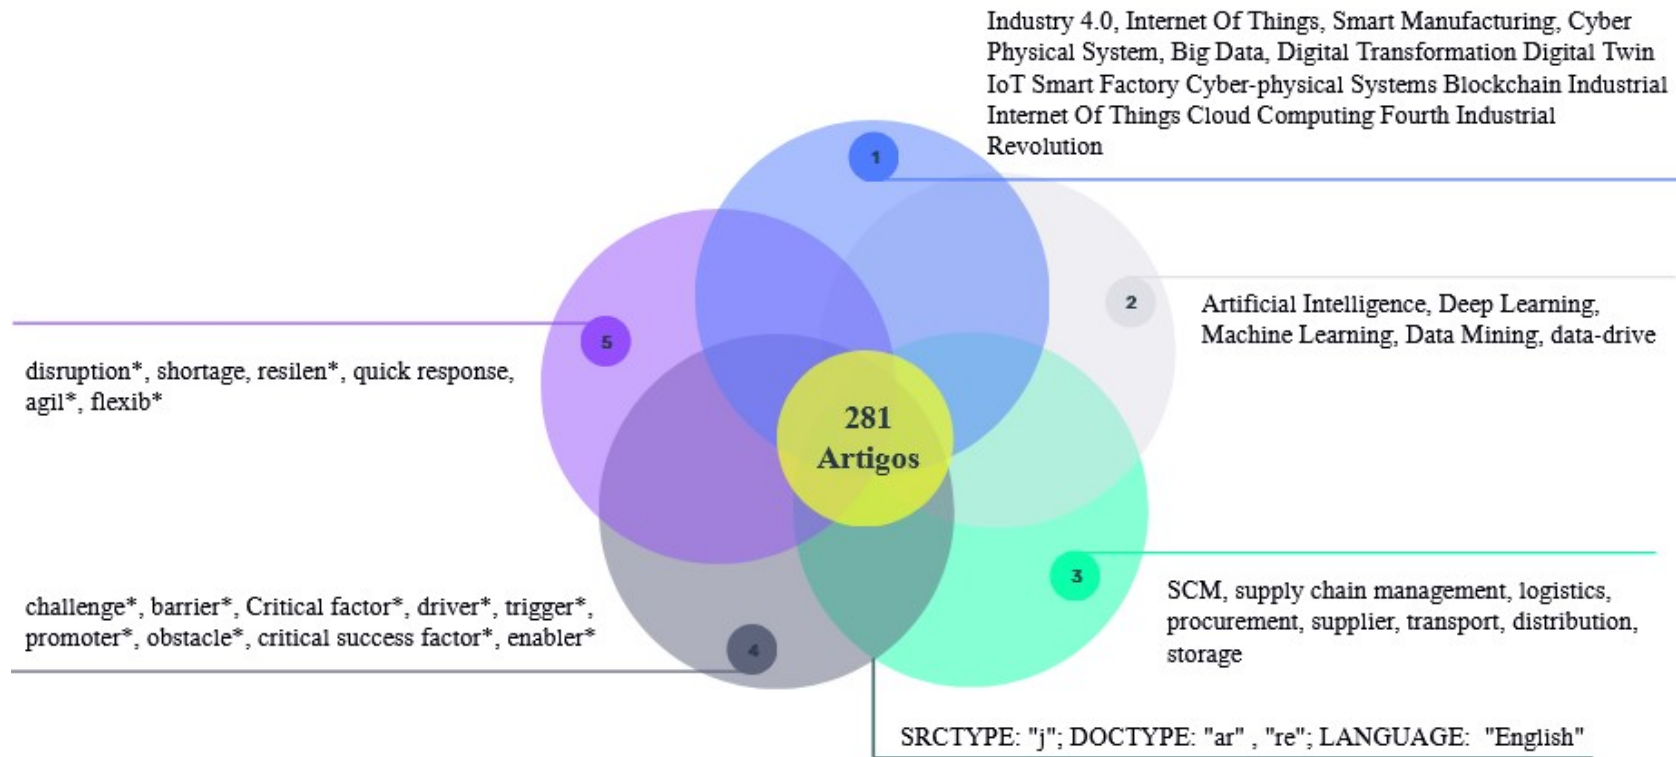 Industry 4.0, Internet Of Things, Smart Manufacturing, Cyber
Physical System, Big Data, Digital Transformation Digital Twin
IoT Smart Factory Cyber-physical Systems Blockchain Industrial
Internet Of Things Cloud Computing Fourth Industrial
Revolution
1
2
Artificial Intelligence, Deep Learning,
Machine Learning, Data Mining, data-drive
5
disruption*, shortage, resilen*, quick response,
agil*, flexib*
281
Artigos
3
SCM, supply chain management, logistics,
procurement, supplier, transport, distribution,
storage
challenge*, barrier*, Critical factor*, driver*, trigger*,
promoter*, obstacle*, critical success factor*, enabler*
4
SRCTYPE: "j"; DOCTYPE: "ar" , "re"; LANGUAGE:  "English"